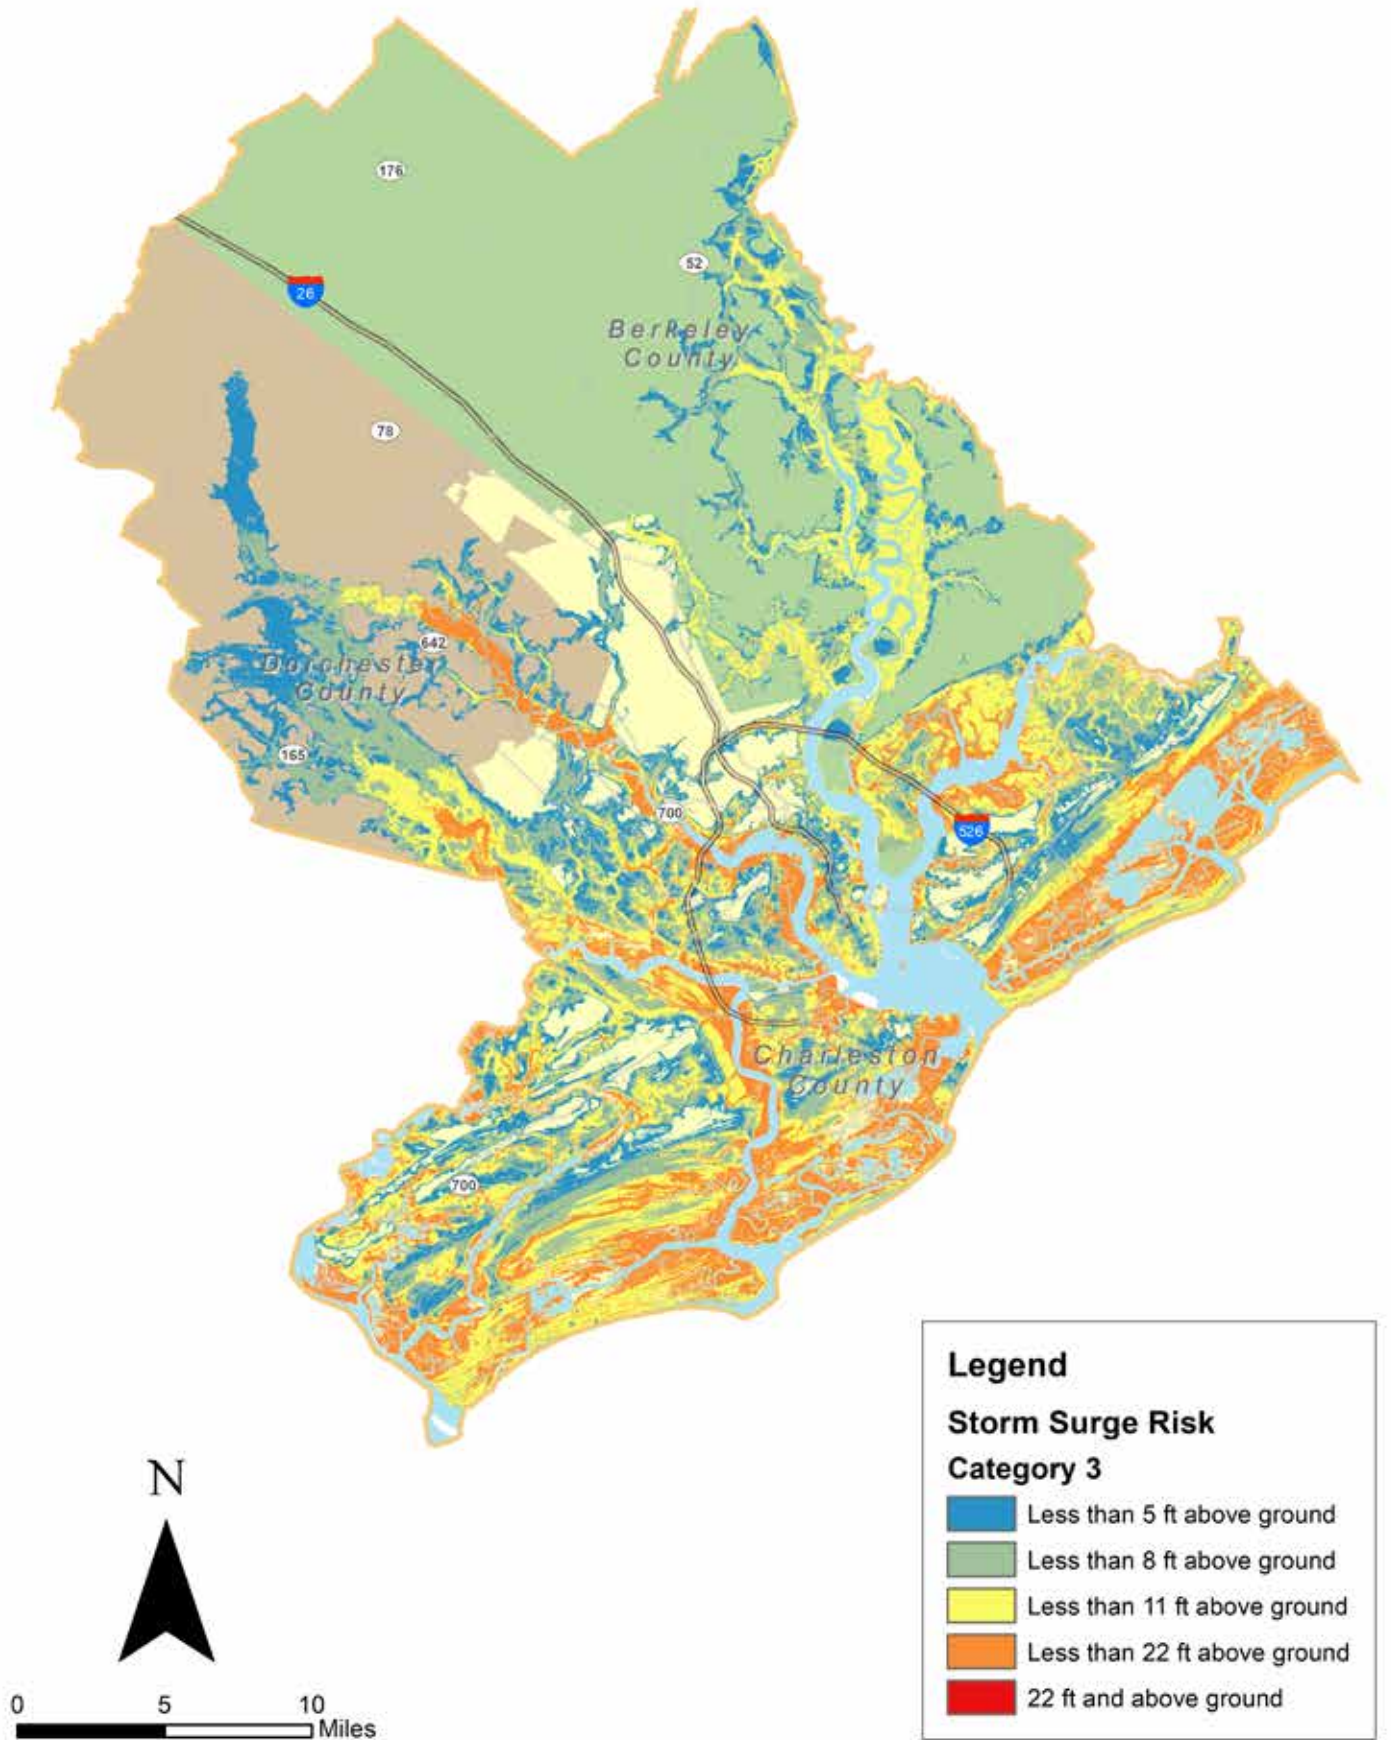 176
52
26
Berkeley
County
78
642
Dorchester
County
165
700
526
Charleston
County
700
Legend
Storm Surge Risk
Category 3
Less than 5 ft above ground
Less than 8 ft above ground
Less than 11 ft above ground
Less than 22 ft above ground
22 ft and above ground
N
0 5 10
Miles